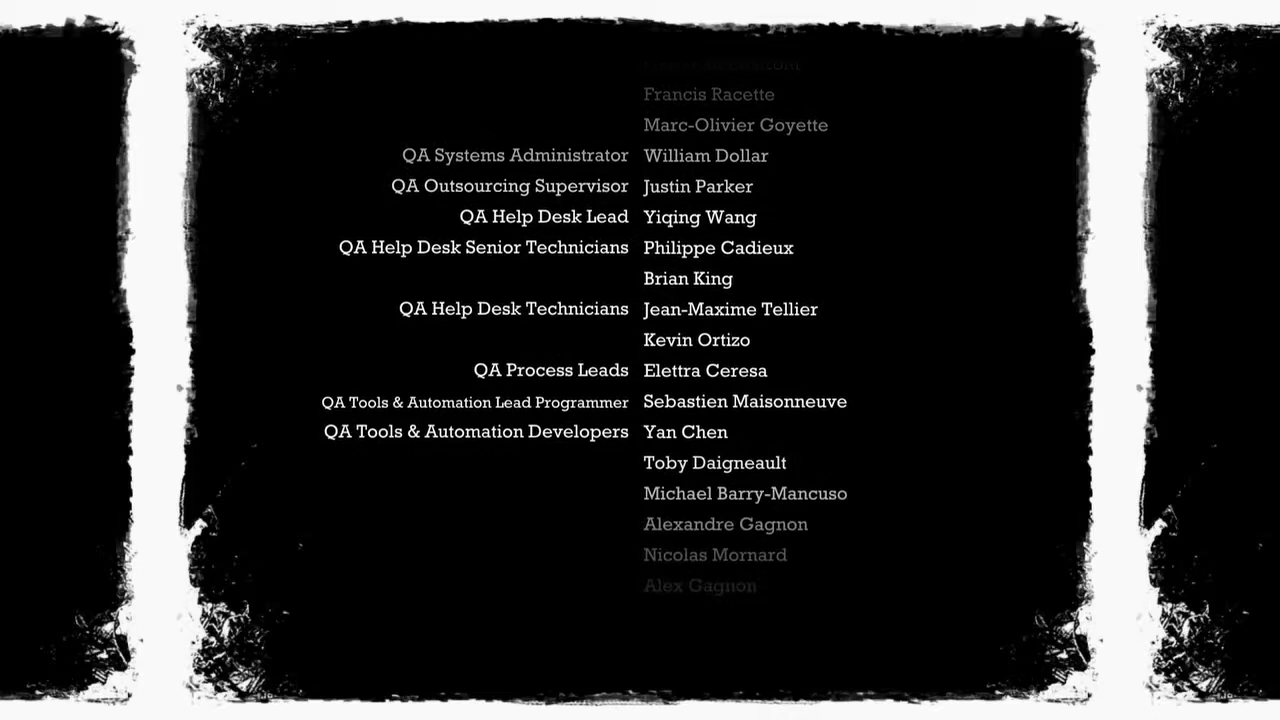 Francis Racette
Marc-Olivier Goyette
QA Systems Administrator William Dollar
QA Outsourcing Supervisor Justin Parker
QA Help Desk Lead Yiqing Wang
QA Help Desk Senior Technicians Philippe Cadieux
Brian King
QA Help Desk Technicians Jean-Maxime Tellier
Kevin Ortizo
QA Process Leads Elettra Ceresa
QA Tools & Automation Lead Programmer Sebastien Maisonneuve
QA Tools & Automation Developers Yan Chen
Toby Daigneault
Michael Barry-Mancuso
Alexandre Gagnon
Nicolas Mornard
Alex Gagnon